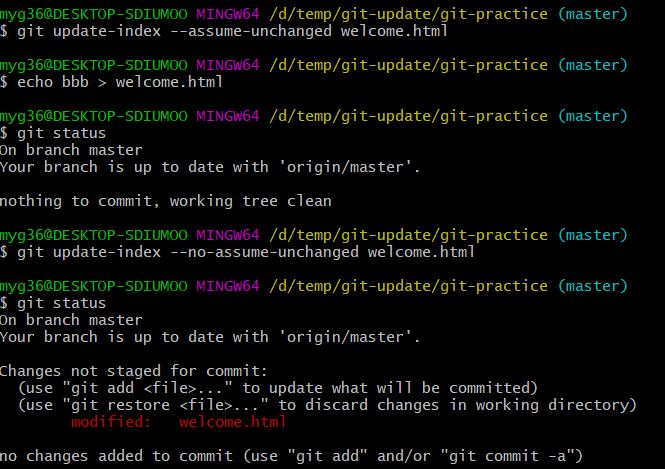 myg36@DESKTOP-SDIUMOO MINGW64 /d/temp/git-update/git-practice (master)
$ git update-index --assume-unchanged welcome.html
myg36@DESKTOP-SDIUMOO MINGW64 /d/temp/git-update/git-practice (master)
$ echo bbb > welcome.html
myg36@DESKTOP-SDIUMOO MINGW64 /d/temp/git-update/git-practice (master)
$ git status
On branch master
Your branch is up to date with 'origin/master'.
nothing to commit, working tree clean
myg36@DESKTOP-SDIUMOO MINGW64 /d/temp/git-update/git-practice (master)
$ git update-index --no-assume-unchanged welcome.html
myg36@DESKTOP-SDIUMOO MINGW64 /d/temp/git-update/git-practice (master)
$ git status
On branch master
Your branch is up to date with 'origin/master'.
Changes not staged for commit:
  (use "git add <file>..." to update what will be committed)
  (use "git restore <file>..." to discard changes in working directory)
        modified:   welcome.html
no changes added to commit (use "git add" and/or "git commit -a")